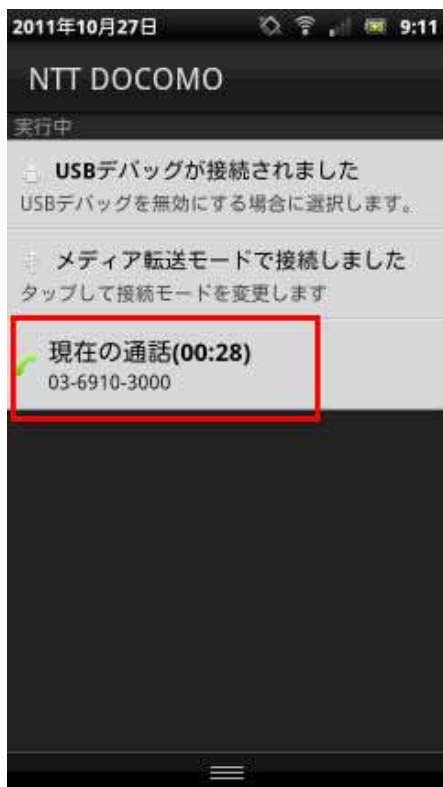 2011年10月27日 9:11
NTT DOCOMO
実行中
USBデバッグが接続されました
USBデバッグを無効にする場合に選択します。
メディア転送モードで接続しました
タップして接続モードを変更します
現在の通話(00:28)
03-6910-3000